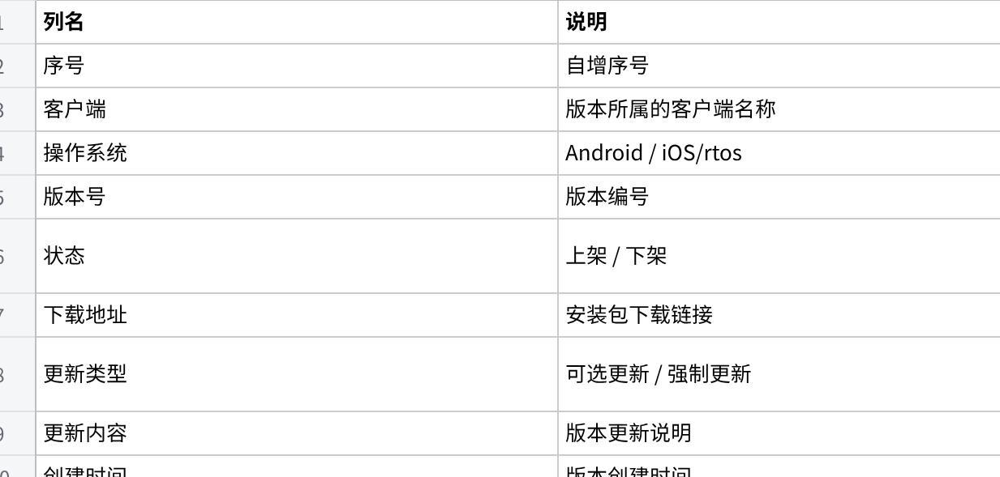 1 列名 说明
2 序号 自增序号
3 客户端 版本所属的客户端名称
4 操作系统 Android / iOS/rtos
5 版本号 版本编号
6 状态 上架 / 下架
7 下载地址 安装包下载链接
8 更新类型 可选更新 / 强制更新
9 更新内容 版本更新说明
0 创建时间 版本创建时间